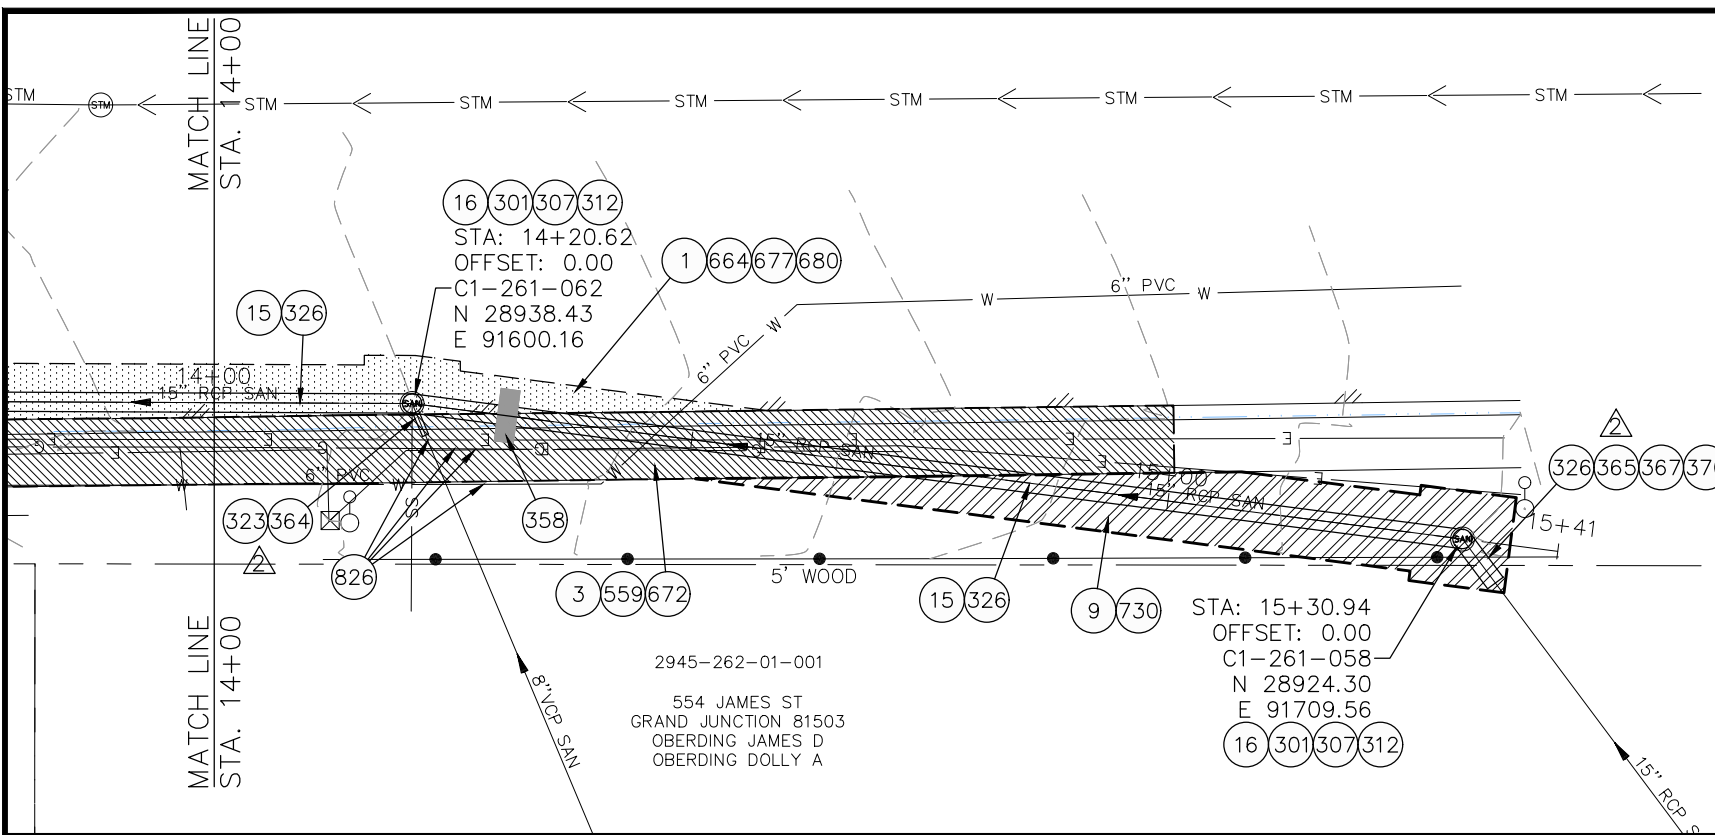 MATCH LINE
STA. 14+00
STM
STM
STM
STM
STM
STM
STM
STM
STM
16 301 307 312
STA: 14+20.62
OFFSET: 0.00
C1-261-062
N 28938.43
E 91600.16
1 664 677 680
15 326
6" PVC
W
W
W
6" PVC
14+00
15" RCP SAN
SAN
E
E
E
E
E
E
E
E
G
G
G
15" RCP SAN
6" PVC
W
W
W
SS
15+00
15" RCP SAN
SAN
15+41
2
326 365 367 370
323 364
2
358
826
3 559 672
5' WOOD
15 326
9 730
STA: 15+30.94
OFFSET: 0.00
C1-261-058
N 28924.30
E 91709.56
16 301 307 312
2945-262-01-001
554 JAMES ST
GRAND JUNCTION 81503
OBERDING JAMES D
OBERDING DOLLY A
8" VCP SAN
MATCH LINE
STA. 14+00
15" RCP S